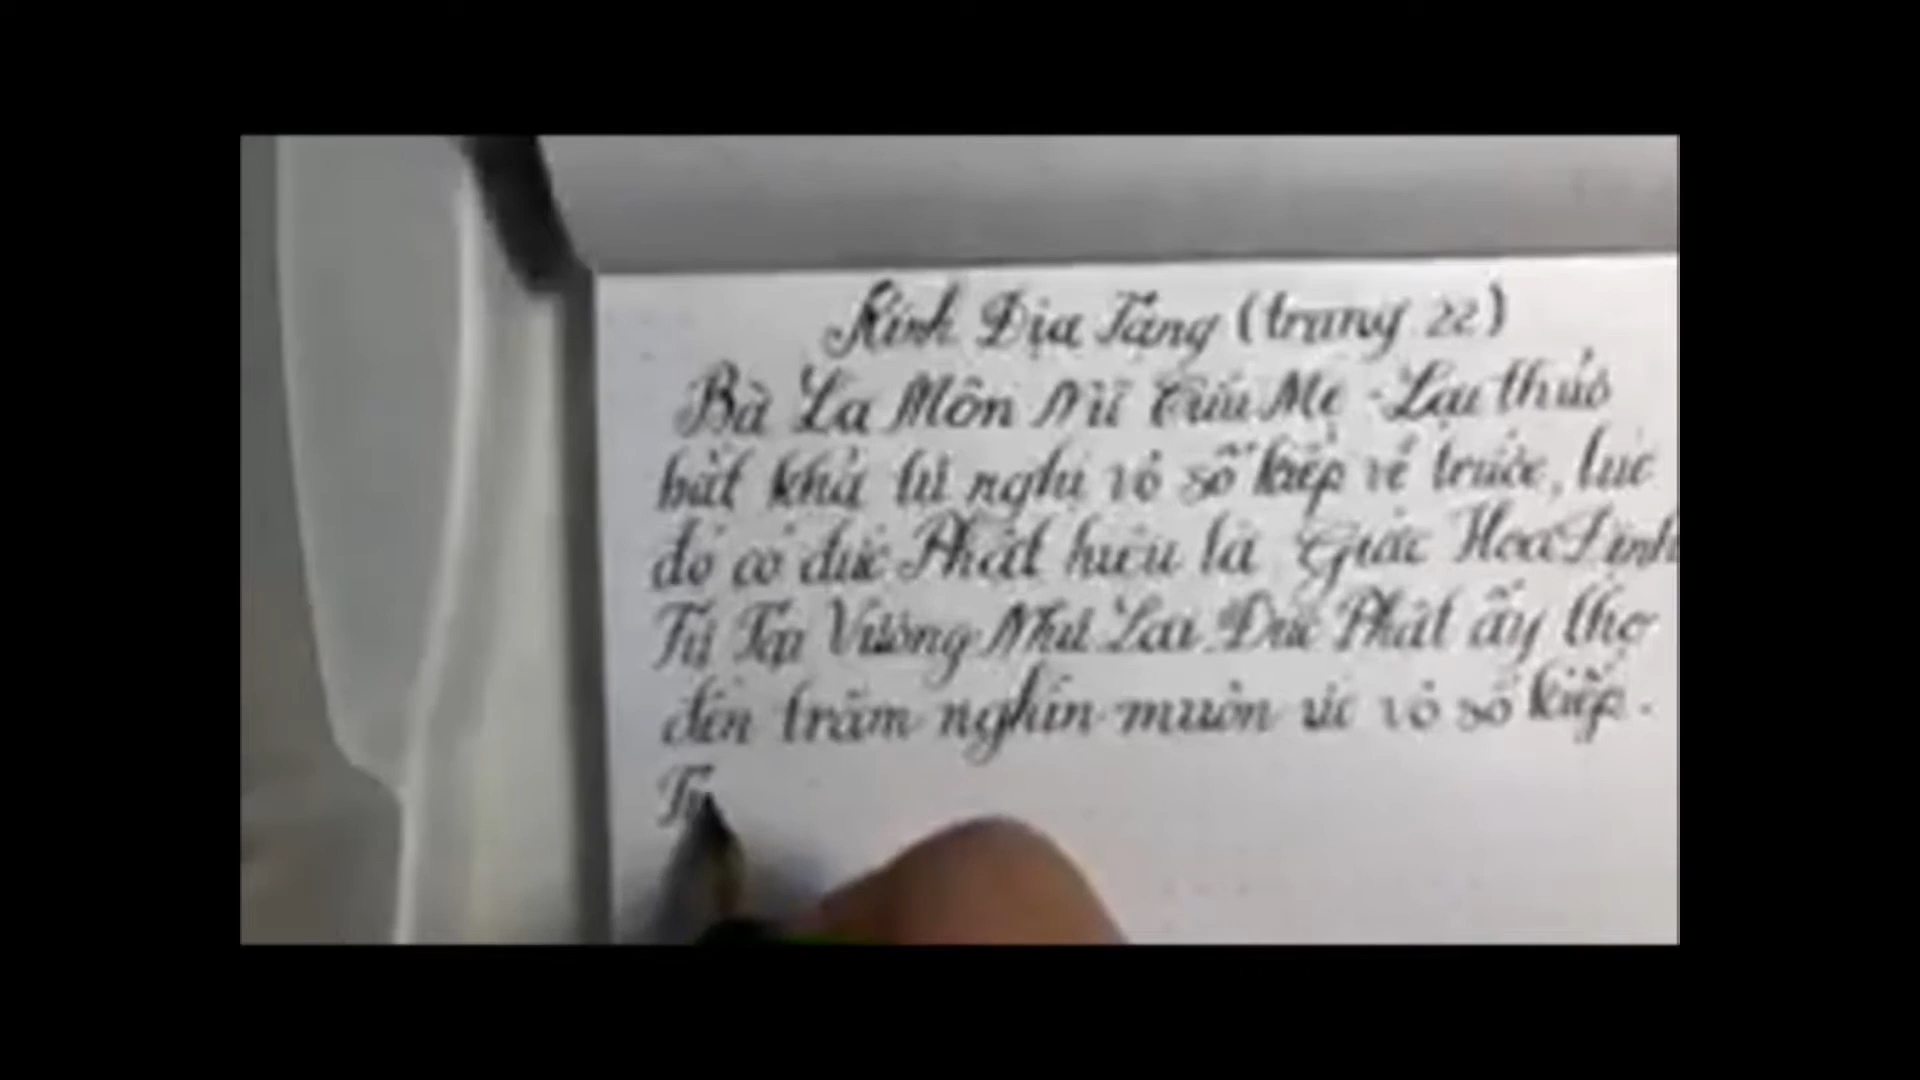 Kính Địa Tạng (trang 22)
Bà La Môn Nữ Cứu Mẹ - Lại thuở
bất khả tư nghị vô số kiếp về trước, lúc
đó có đức Phật hiệu là Giác Hoa Định
Tự Tại Vương Như Lai. Đức Phật ấy thọ
đến trăm nghìn muôn ức vô số kiếp.